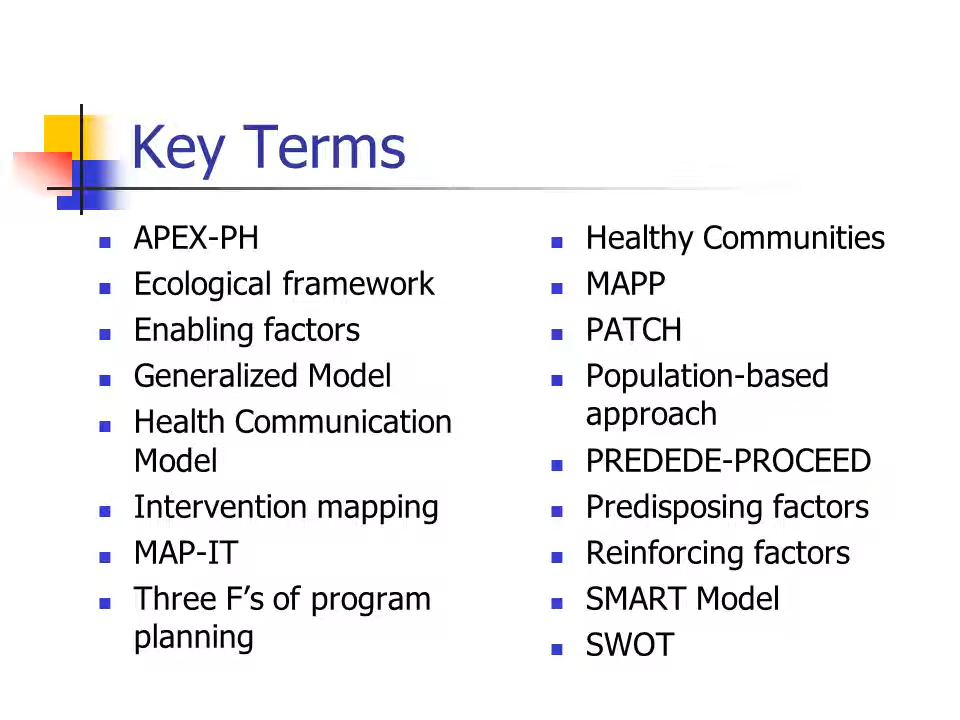 Key Terms
APEX-PH
Ecological framework
Enabling factors
Generalized Model
Health Communication
Model
Intervention mapping
MAP-IT
Three F’s of program
planning
Healthy Communities
MAPP
PATCH
Population-based
approach
PREDEDE-PROCEED
Predisposing factors
Reinforcing factors
SMART Model
SWOT